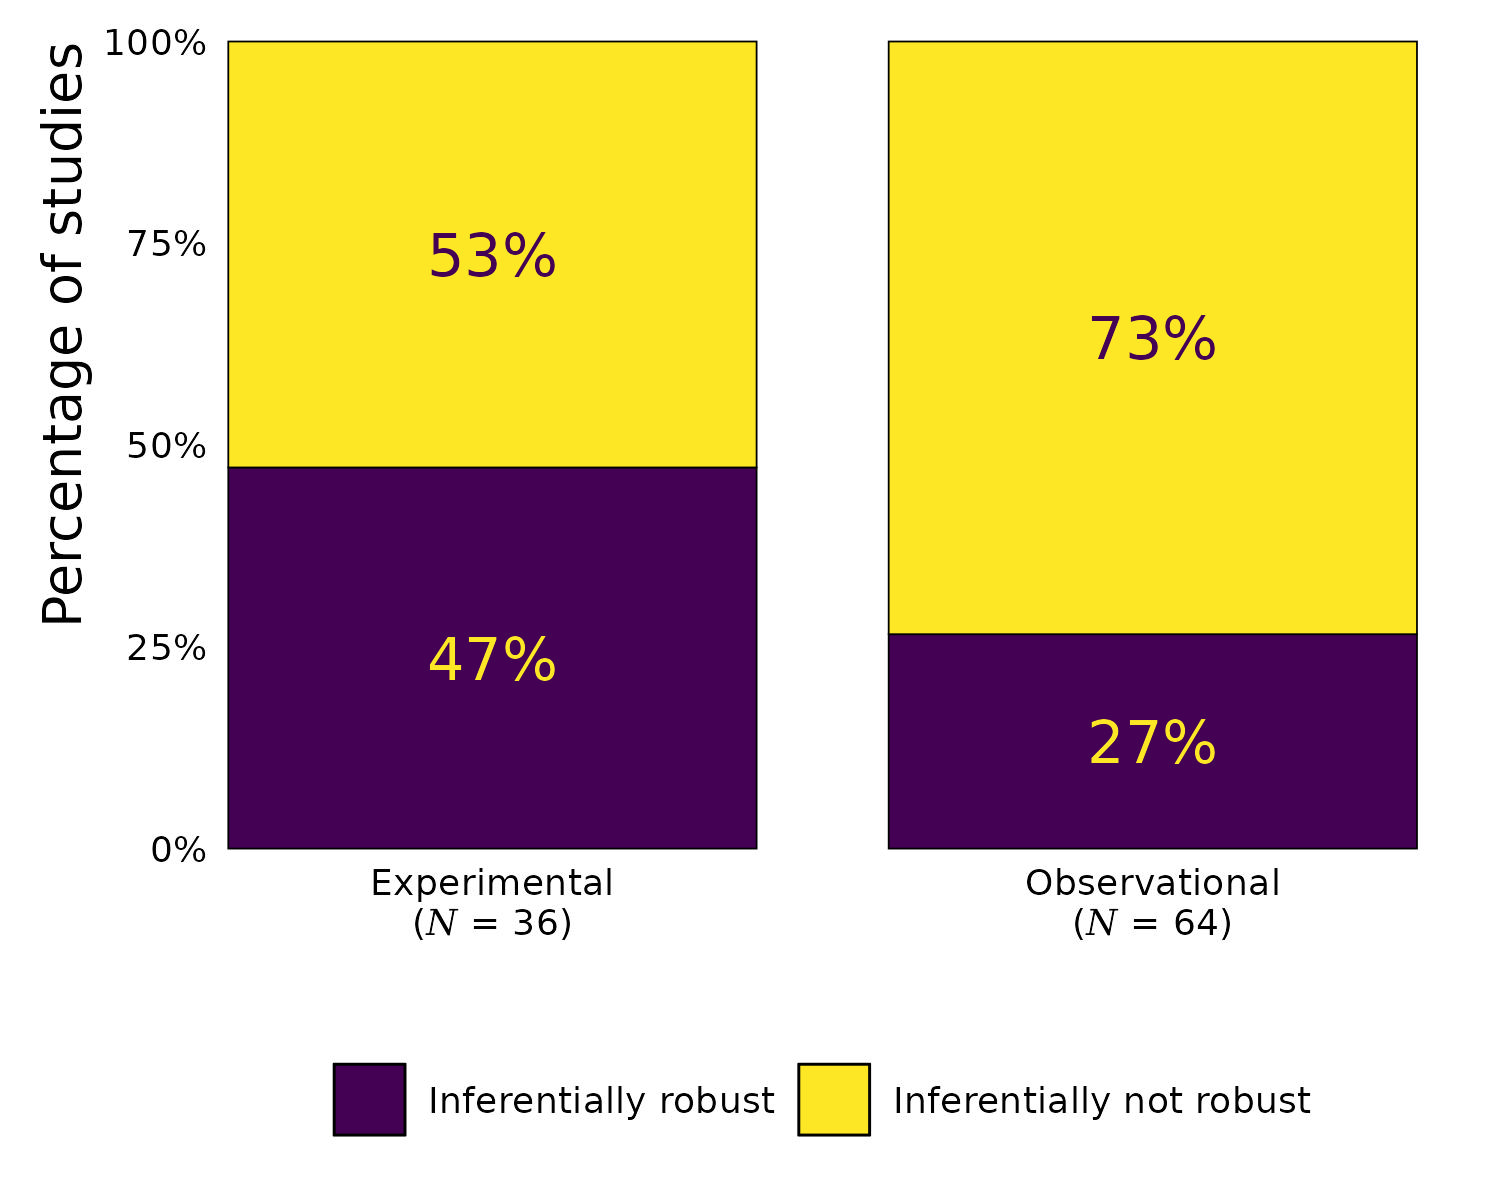 Percentage of studies
100%
75%
50%
25%
0%
53%
47%
73%
27%
Experimental
(N = 36)
Observational
(N = 64)
Inferentially robust
Inferentially not robust